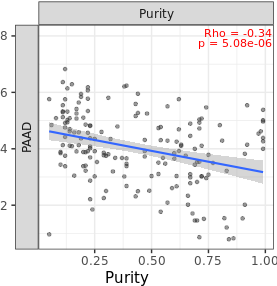 Purity
Rho = -0.34
p = 5.08e-06
8
6
4
2
PAAD
0.25 0.50 0.75 1.00
Purity